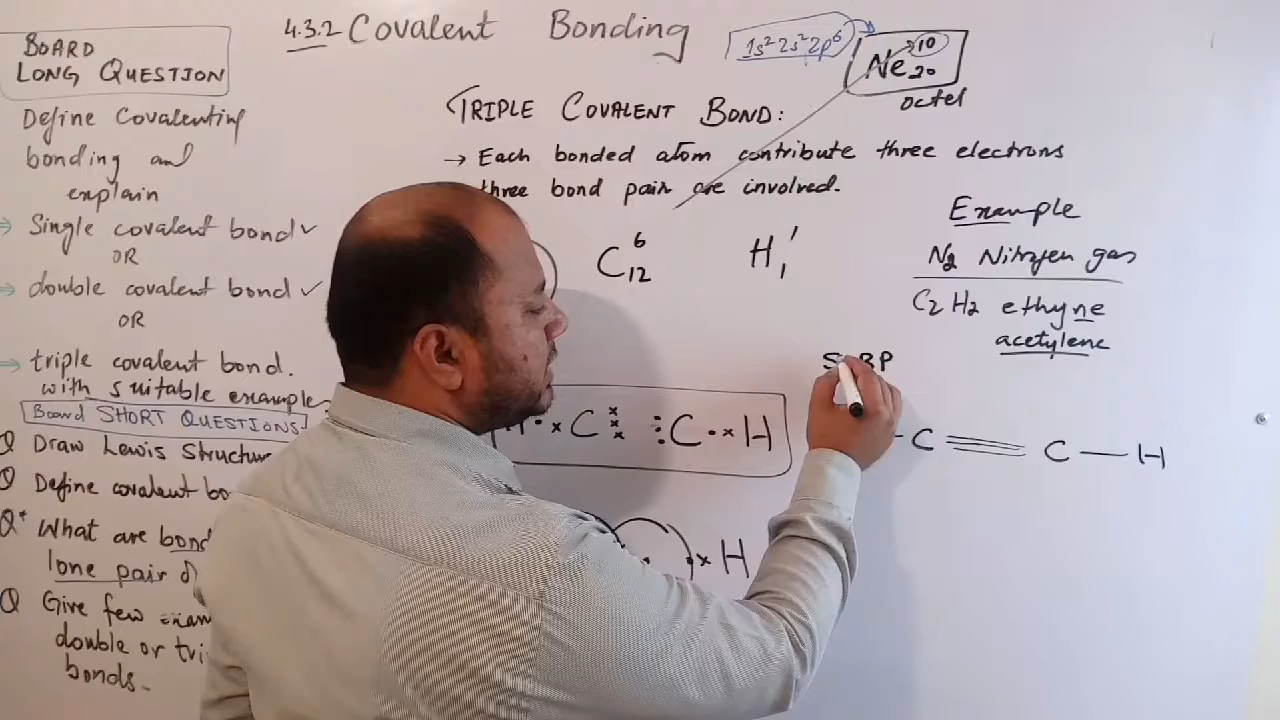 4.3.2 Covalent Bonding
BOARD
LONG QUESTION
Define Covalenting
bonding and
explain
⇒ Single covalent bond ✓
OR
⇒ double covalent bond ✓
OR
⇒ triple covalent bond.
with suitable example
Board SHORT QUESTIONS
Q Draw Lewis Structur
Q Define covalent bo
Q* What are bond
lone pair
Q Give few exam
double or tri
bonds.
1s² 2s² 2p⁶
Ne 10 20
octel
TRIPLE COVALENT BOND:
→ Each bonded atom contribute three electrons
three bond pair are involved.
C 6 12
H 1 1
Example
N2 Nitrogen gas
C2 H2 ethyne
acetylene
BP
H • × C × × × : • C • × H
C ≡ C — H
× H